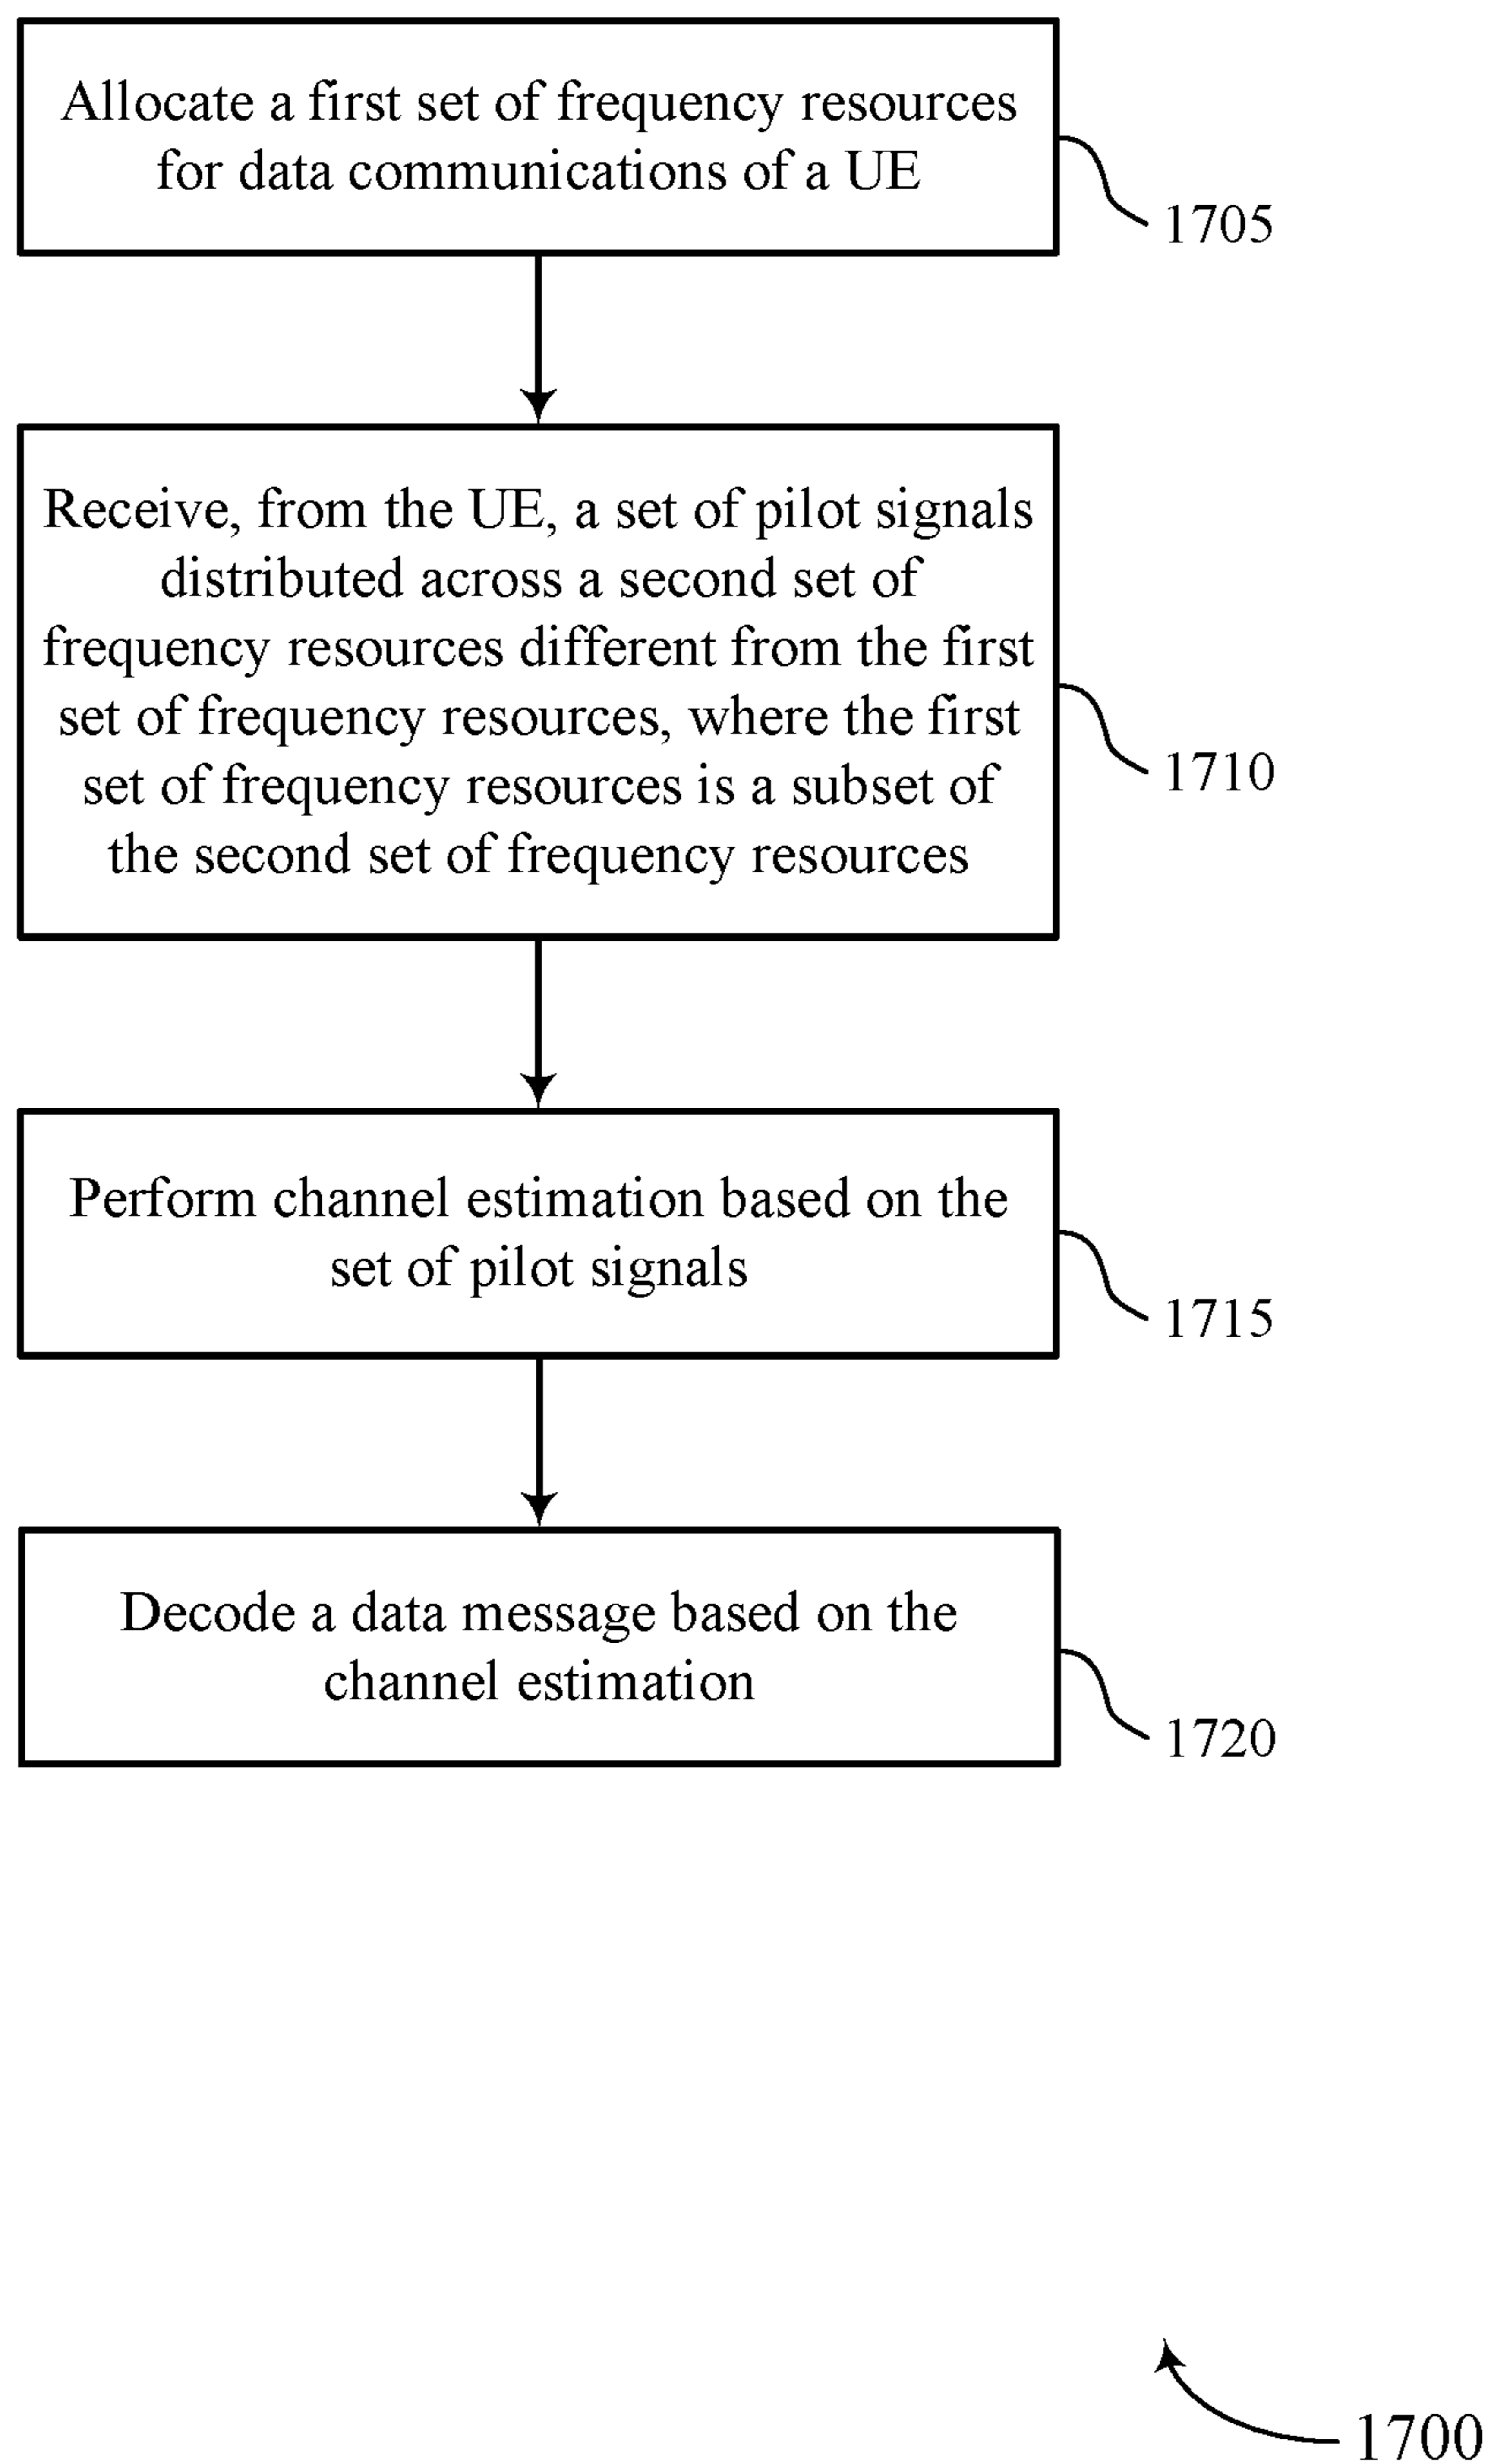 Allocate a first set of frequency resources
for data communications of a UE
1705
Receive, from the UE, a set of pilot signals
distributed across a second set of
frequency resources different from the first
set of frequency resources, where the first
set of frequency resources is a subset of
the second set of frequency resources
1710
Perform channel estimation based on the
set of pilot signals
1715
Decode a data message based on the
channel estimation
1720
1700